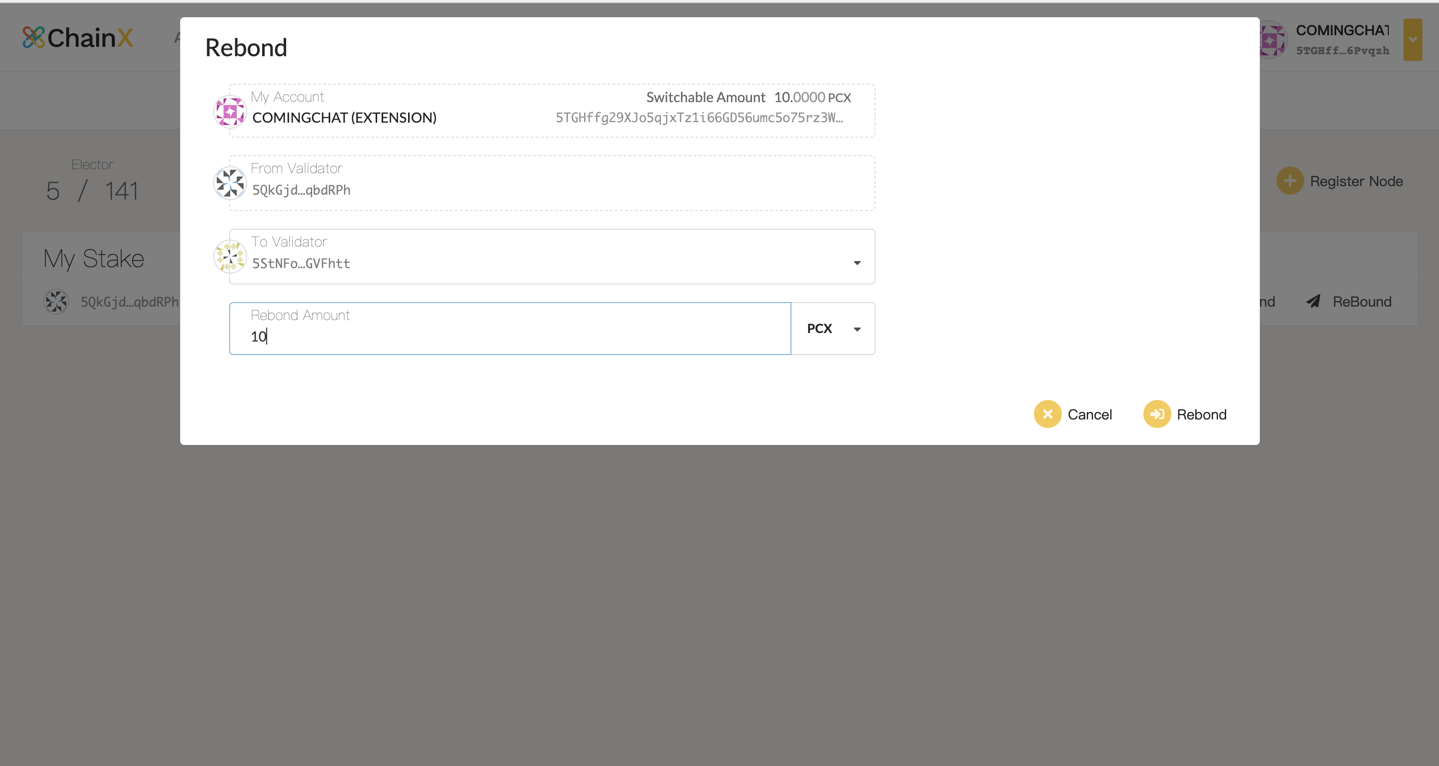 ChainX
A
COMINGCHAT
5TGHff…6Pvqzh
Rebond
My Account
Switchable Amount 10.0000 PCX
COMINGCHAT (EXTENSION)
5TGHffg29XJo5qjxTz1i66GD56umc5o75rz3W…
From Validator
5QkGjd…qbdRPh
To Validator
5StNFo…GVFhtt
Rebond Amount
10
PCX
Cancel
Rebond
Elector
5 / 141
Register Node
My Stake
5QkGjd…qbdRPh
nd
ReBound